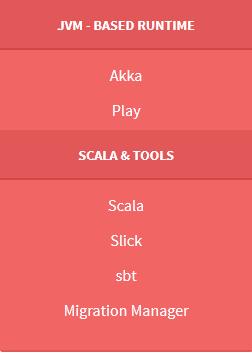 JVM - BASED RUNTIME
Akka
Play
SCALA & TOOLS
Scala
Slick
sbt
Migration Manager